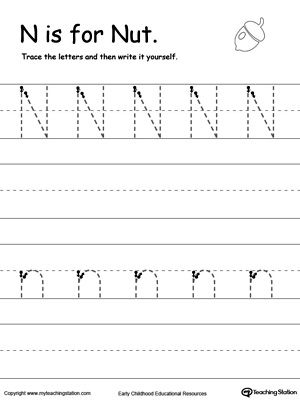 N is for Nut.
Trace the letters and then write it yourself.
N N N N N
n n n n n
Copyright www.myteachingstation.com
Early Childhood Educational Resources
TeachingStation